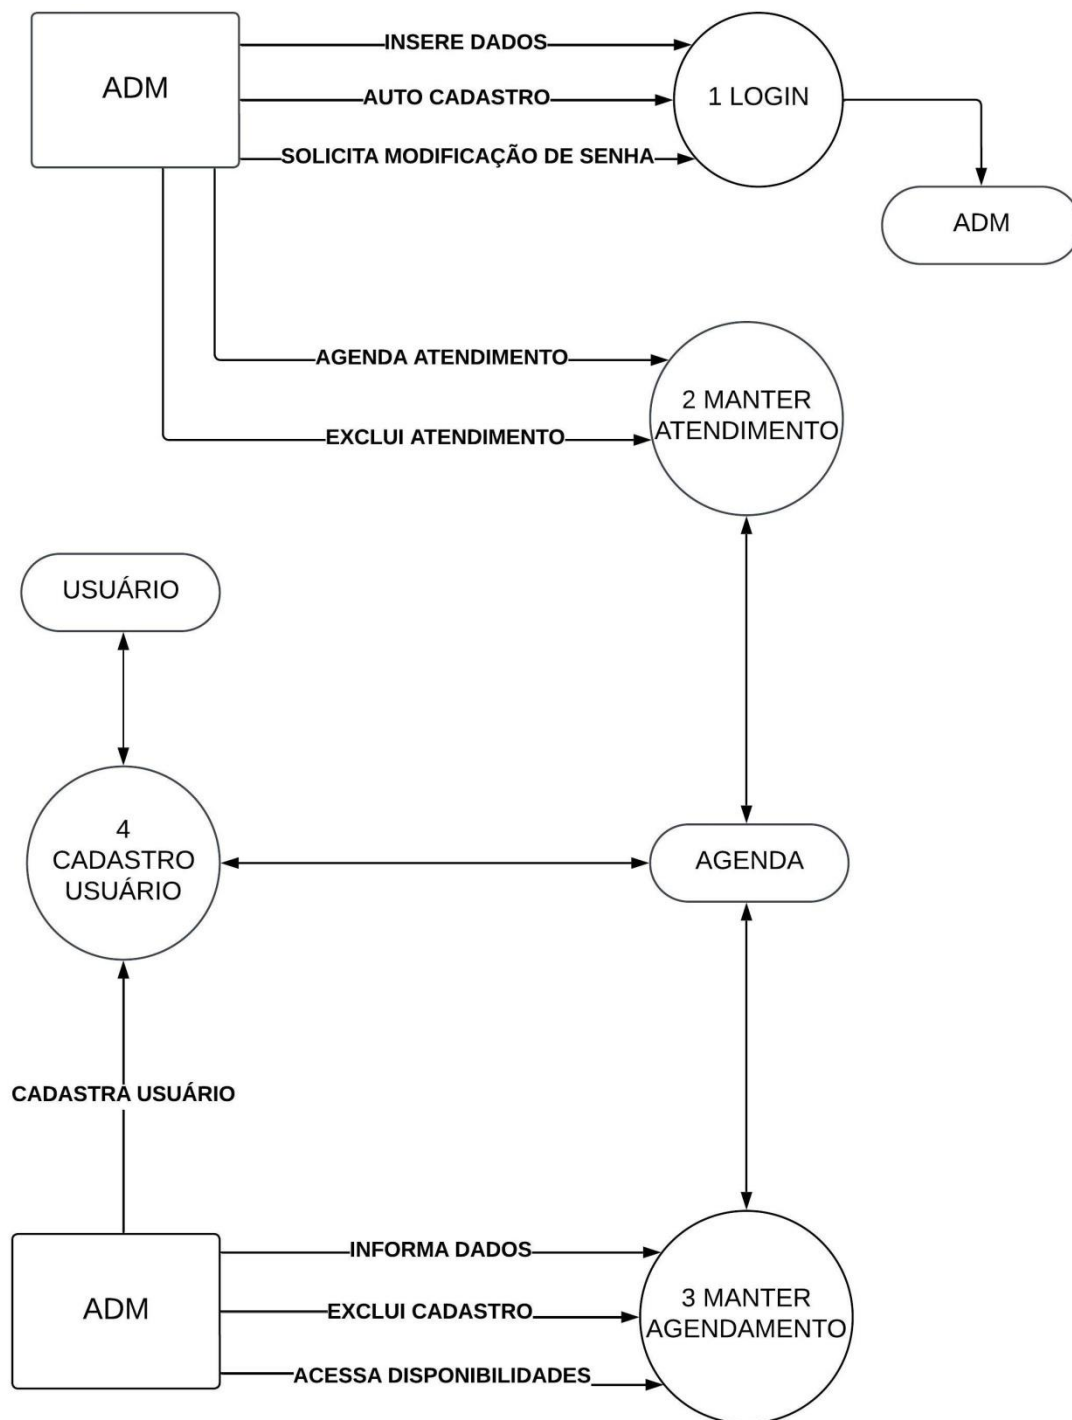 ADM
INSERE DADOS
AUTO CADASTRO
SOLICITA MODIFICAÇÃO DE SENHA
1 LOGIN
ADM
AGENDA ATENDIMENTO
EXCLUI ATENDIMENTO
2 MANTER
ATENDIMENTO
USUÁRIO
4
CADASTRO
USUÁRIO
AGENDA
CADASTRA USUÁRIO
ADM
INFORMA DADOS
EXCLUI CADASTRO
ACESSA DISPONIBILIDADES
3 MANTER
AGENDAMENTO